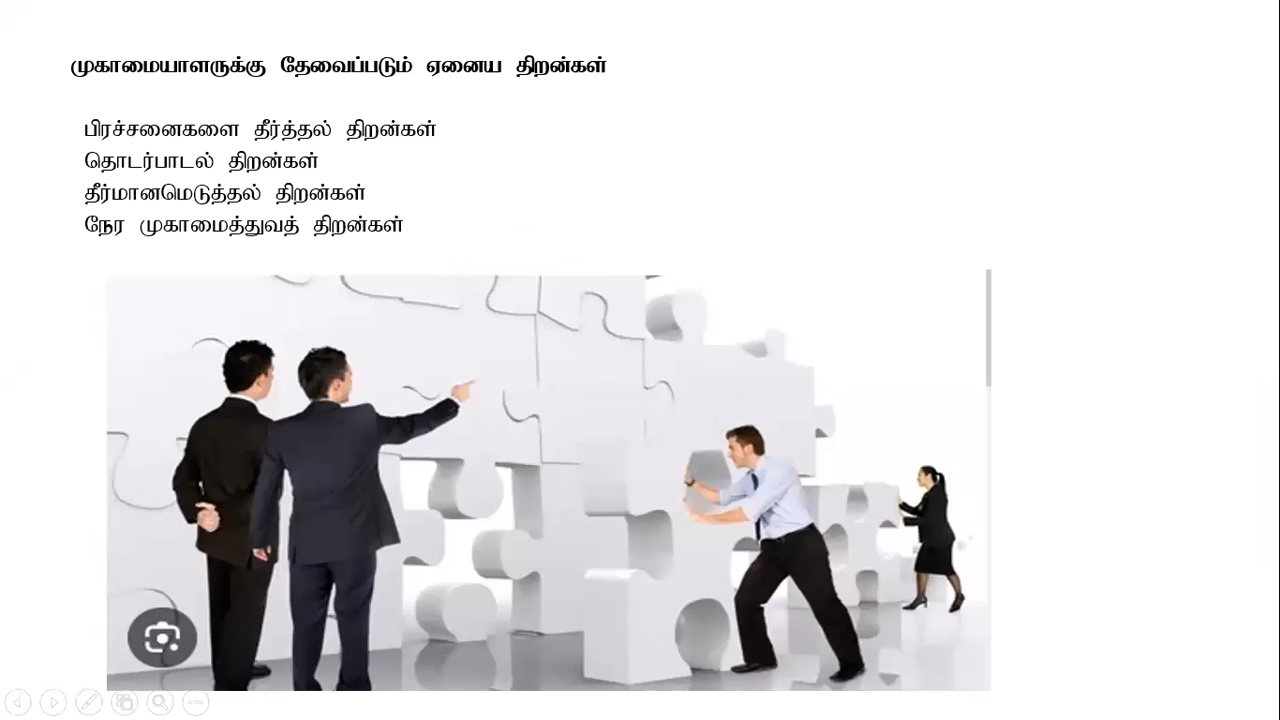 முகாமையாளருக்கு தேவைப்படும் ஏனைய திறன்கள்
பிரச்சனைகளை தீர்த்தல் திறன்கள்
தொடர்பாடல் திறன்கள்
தீர்மானமெடுத்தல் திறன்கள்
நேர முகாமைத்துவத் திறன்கள்